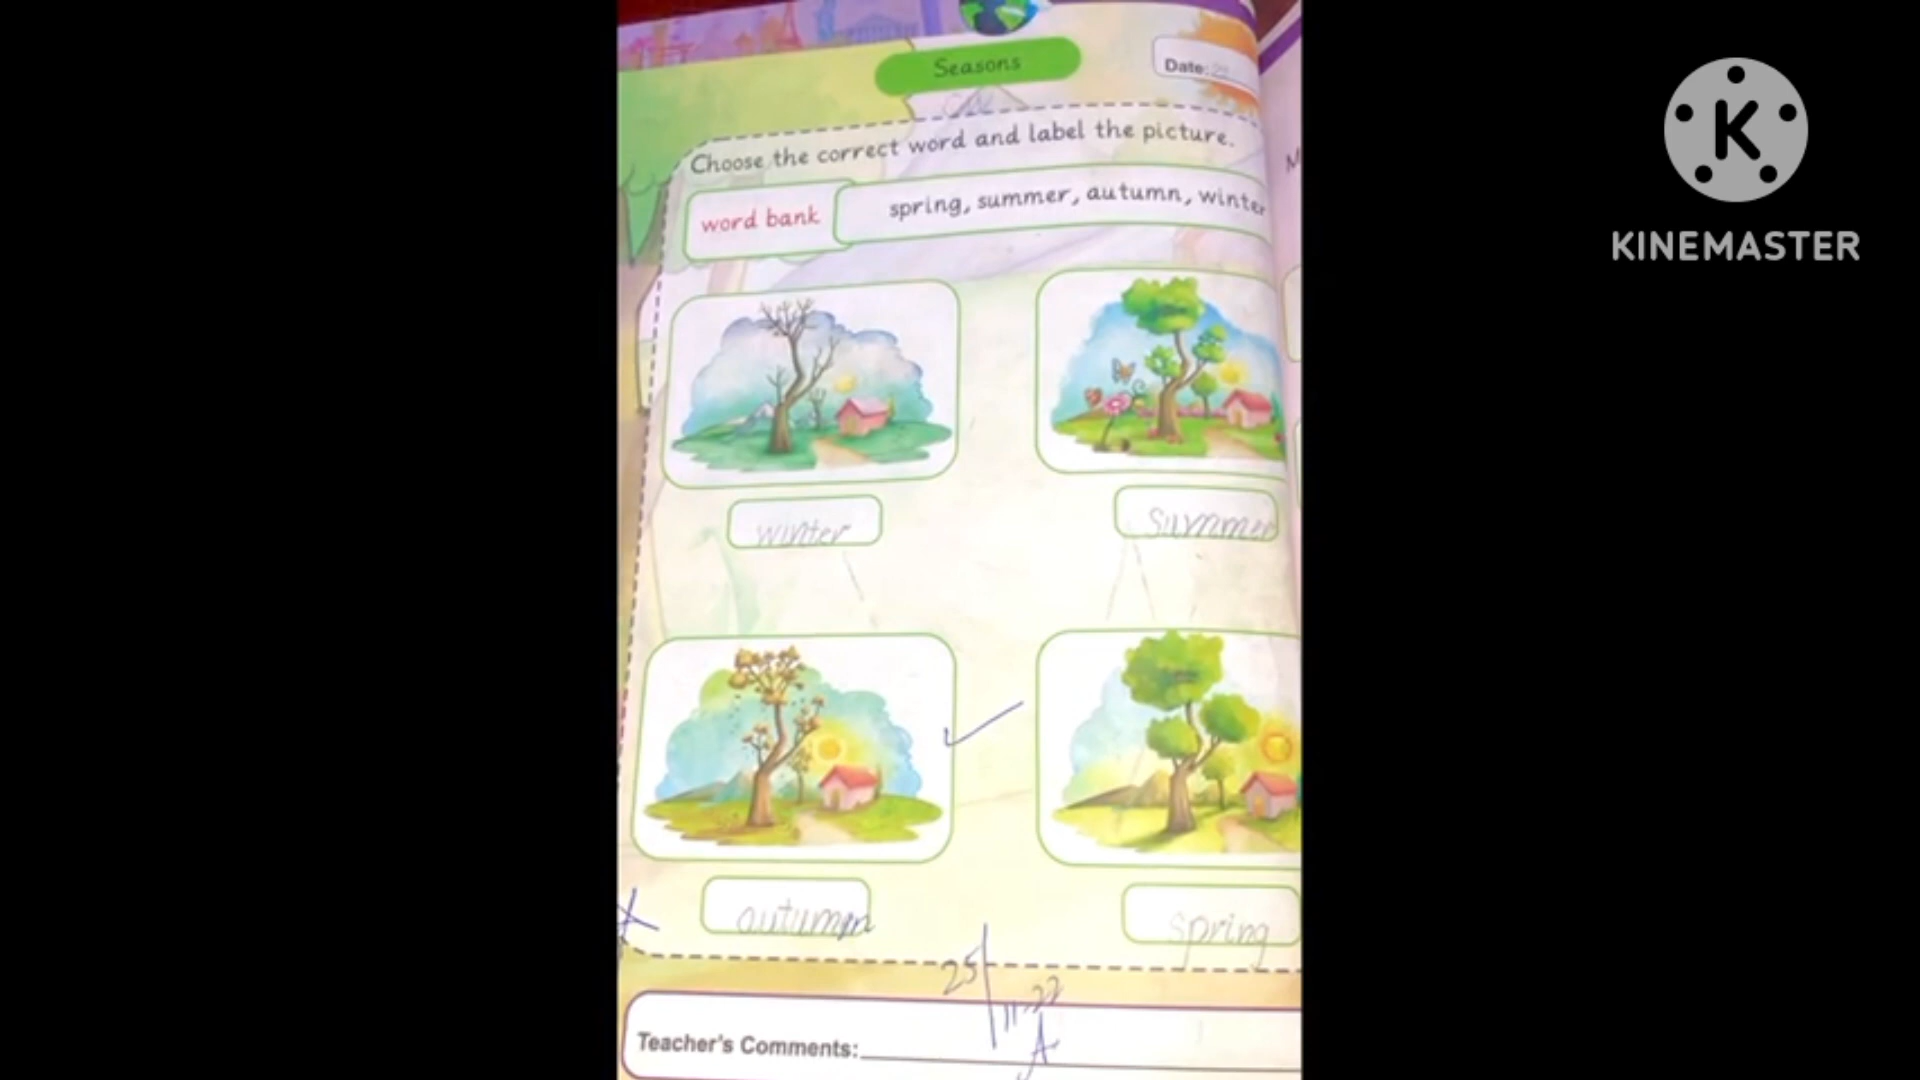 Seasons
Date:
Choose the correct word and label the picture.
word bank
spring, summer, autumn, winter
winter
summer
autumn
spring
25/11-22
A
Teacher's Comments:
K
KINEMASTER